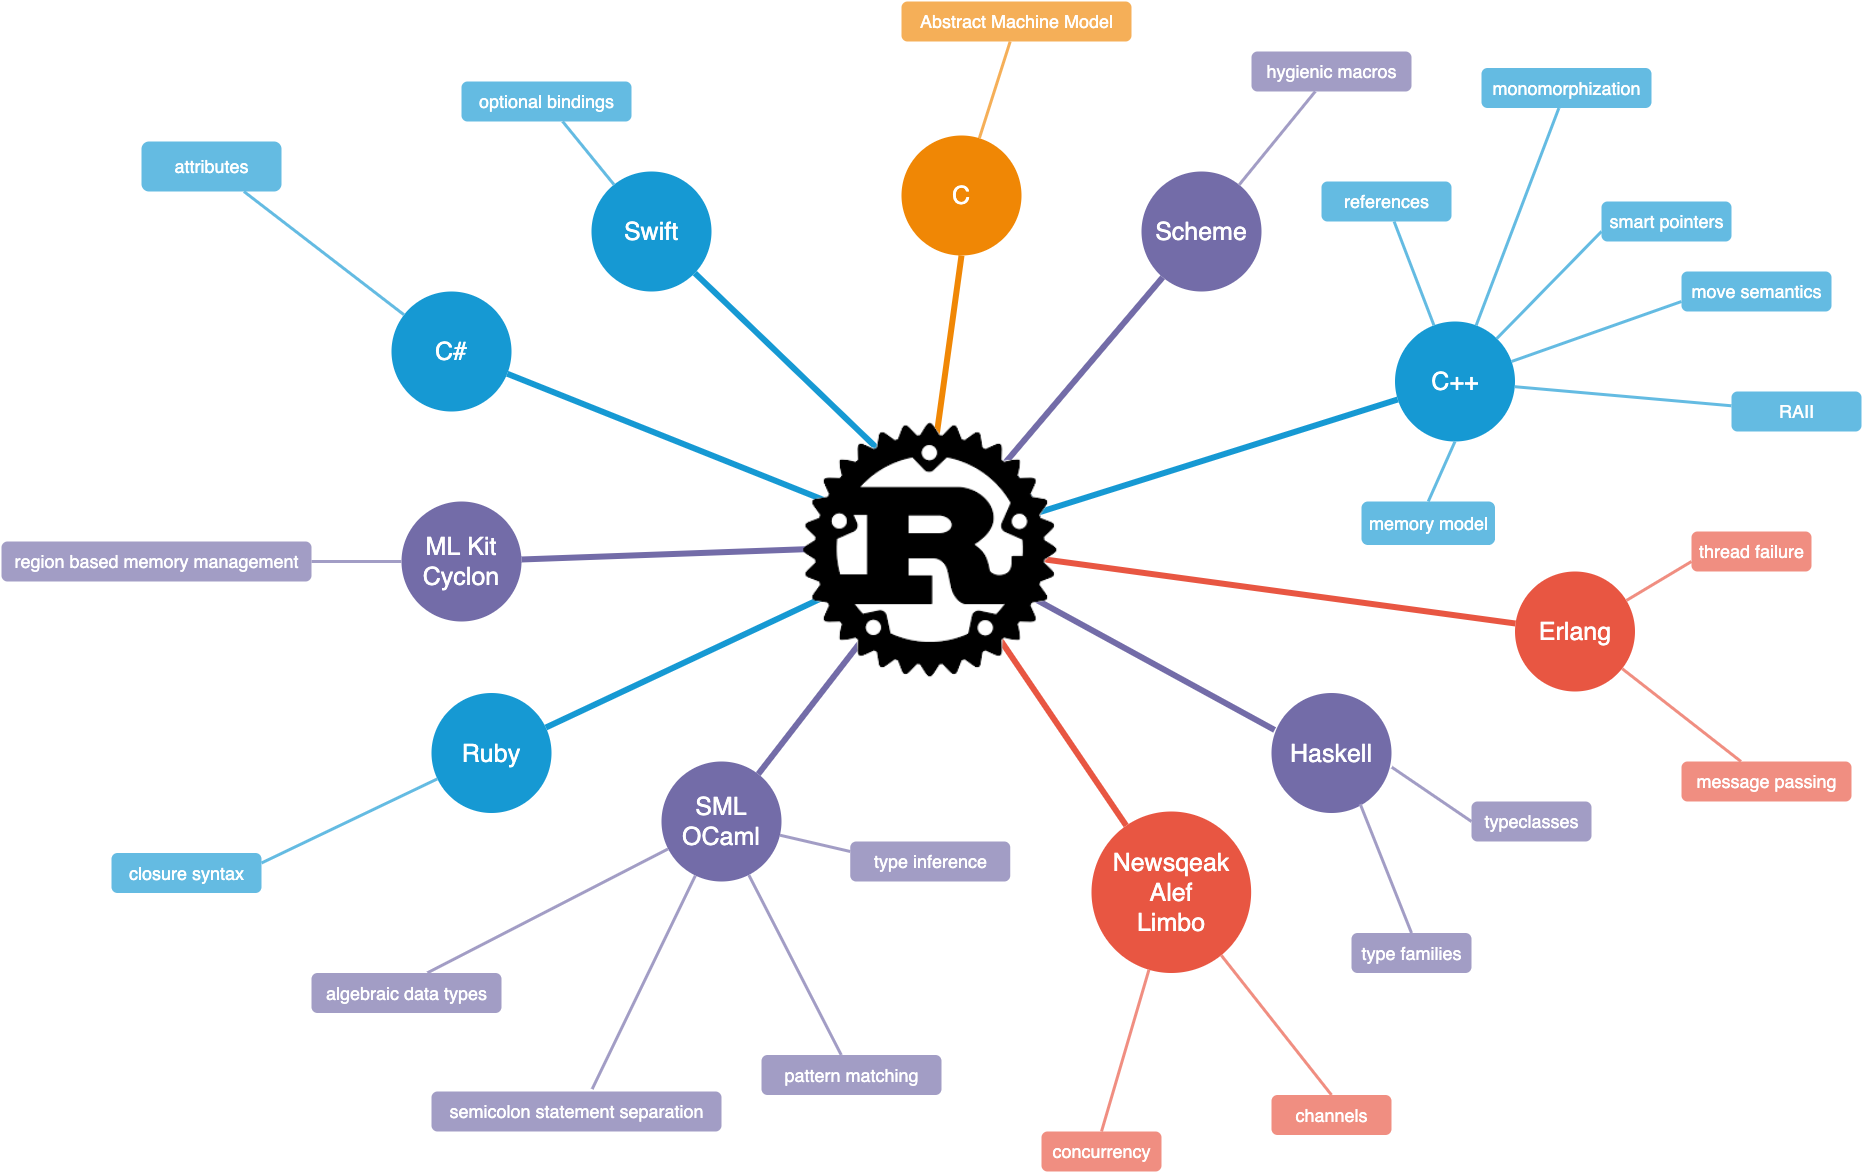 Abstract Machine Model
hygienic macros
monomorphization
optional bindings
attributes
references
smart pointers
C
Swift
Scheme
move semantics
C#
C++
RAII
memory model
thread failure
ML Kit
Cyclon
region based memory management
R
Erlang
Ruby
Haskell
message passing
SML
OCaml
typeclasses
type inference
closure syntax
Newsqeak
Alef
Limbo
type families
algebraic data types
pattern matching
semicolon statement separation
channels
concurrency